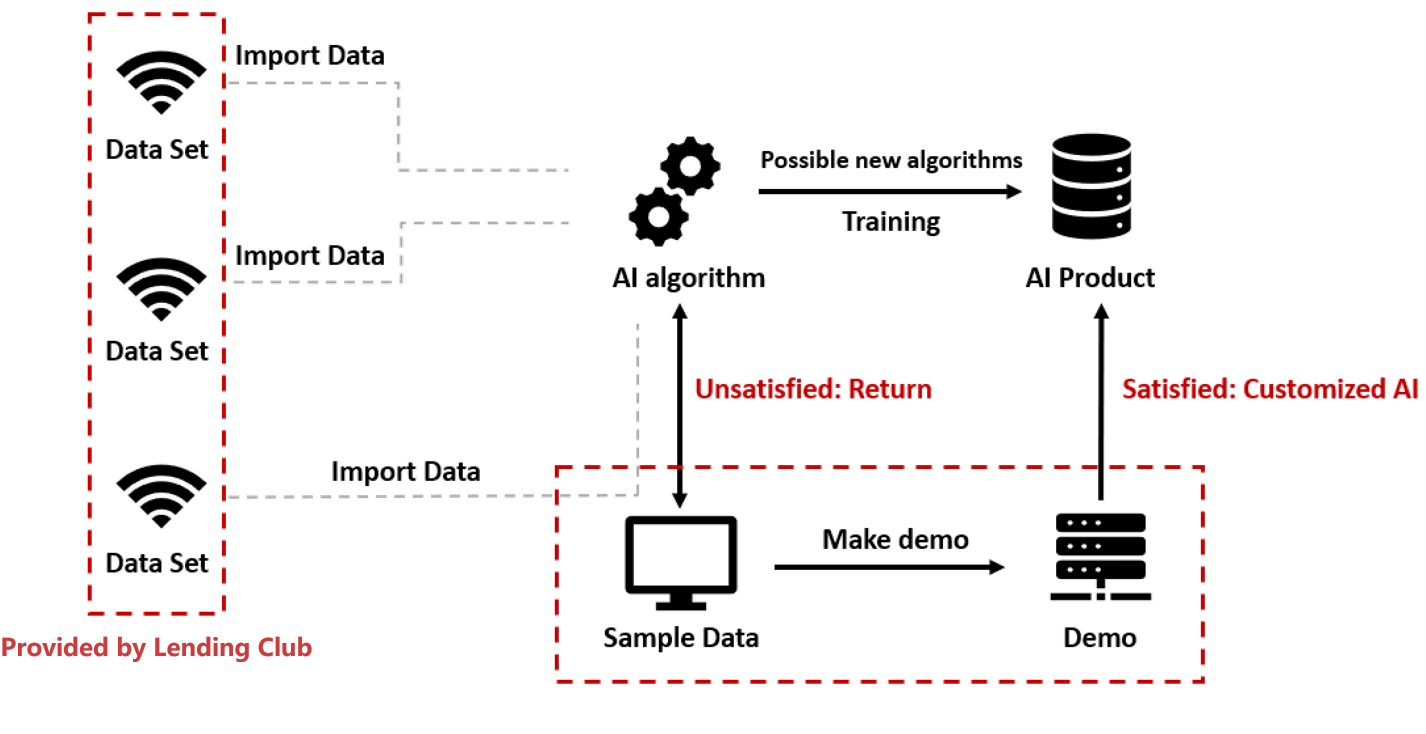 Import Data
Data Set
Import Data
Data Set
Import Data
Data Set
Provided by Lending Club
AI algorithm
Possible new algorithms
Training
AI Product
Unsatisfied: Return
Satisfied: Customized AI
Sample Data
Make demo
Demo